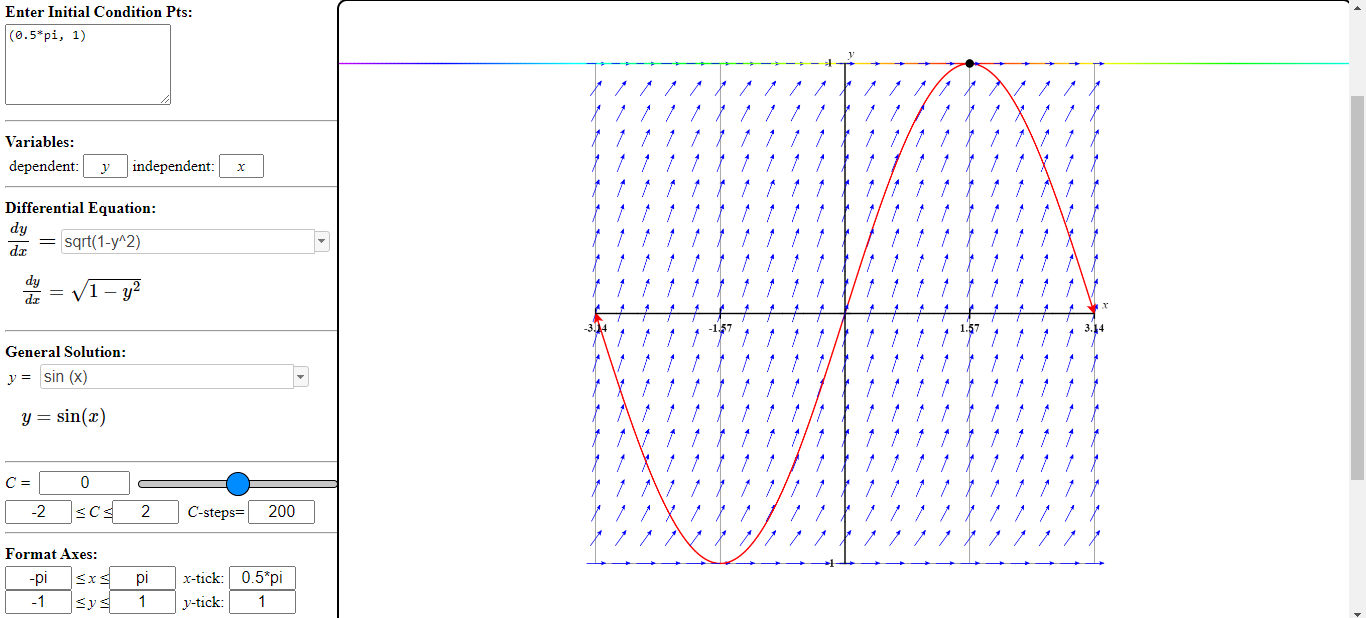 Enter Initial Condition Pts:
(0.5*pi, 1)
Variables:
dependent: y independent: x
Differential Equation:
dy/dx = sqrt(1-y^2)
dy/dx = √(1 − y²)
General Solution:
y = sin (x)
y = sin(x)
C = 0
-2 ≤ C ≤ 2 C-steps= 200
Format Axes:
-pi ≤ x ≤ pi x-tick: 0.5*pi
-1 ≤ y ≤ 1 y-tick: 1
y
1
x
-3.14 -1.57 1.57 3.14
-1